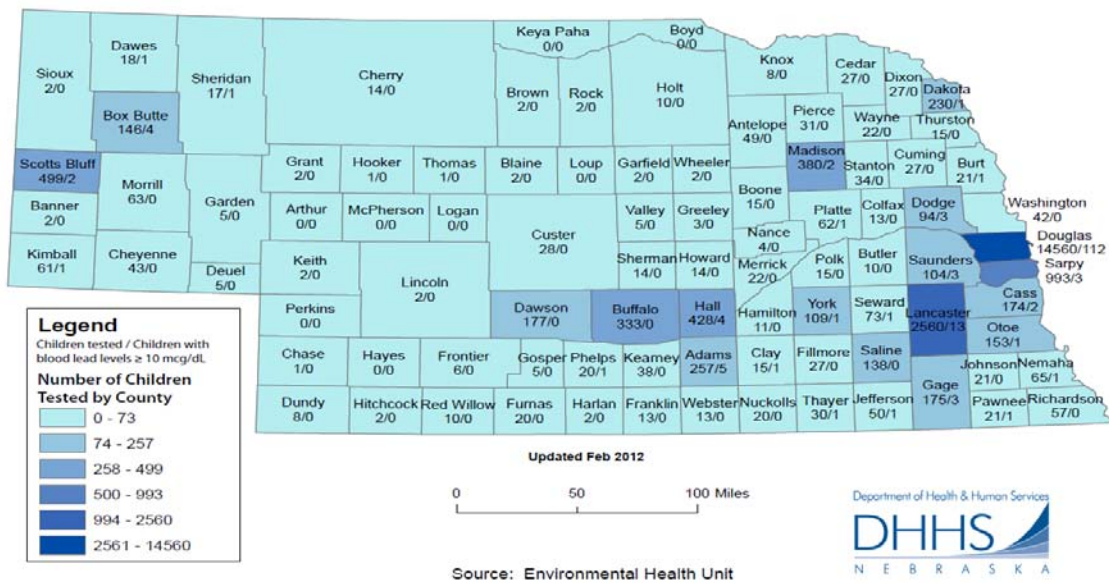 Keya Paha
0/0
Boyd
0/0
Dawes
18/1
Sioux
2/0
Sheridan
17/1
Cherry
14/0
Brown
2/0
Rock
2/0
Holt
10/0
Knox
8/0
Cedar
27/0
Dixon
27/0
Dakota
230/1
Box Butte
146/4
Antelope
49/0
Pierce
31/0
Wayne
22/0
Thurston
15/0
Scotts Bluff
499/2
Morrill
63/0
Garden
5/0
Grant
2/0
Hooker
1/0
Thomas
1/0
Blaine
2/0
Loup
0/0
Garfield
2/0
Wheeler
2/0
Madison
380/2
Stanton
34/0
Cuming
27/0
Burt
21/1
Banner
2/0
Arthur
0/0
McPherson
0/0
Logan
0/0
Custer
28/0
Valley
5/0
Greeley
3/0
Boone
15/0
Platte
62/1
Colfax
13/0
Dodge
94/3
Washington
42/0
Kimball
61/1
Cheyenne
43/0
Deuel
5/0
Keith
2/0
Lincoln
2/0
Sherman
14/0
Howard
14/0
Nance
4/0
Merrick
22/0
Polk
15/0
Butler
10/0
Saunders
104/3
Douglas
14560/112
Sarpy
993/3
Perkins
0/0
Dawson
177/0
Buffalo
333/0
Hall
428/4
Hamilton
11/0
York
109/1
Seward
73/1
Lancaster
2560/13
Cass
174/2
Otoe
153/1
Chase
1/0
Hayes
0/0
Frontier
6/0
Gosper
5/0
Phelps
20/1
Kearney
38/0
Adams
257/5
Clay
15/1
Fillmore
27/0
Saline
138/0
Gage
175/3
Johnson
21/0
Nemaha
65/1
Dundy
8/0
Hitchcock
2/0
Red Willow
10/0
Furnas
20/0
Harlan
2/0
Franklin
13/0
Webster
13/0
Nuckolls
20/0
Thayer
30/1
Jefferson
50/1
Pawnee
21/1
Richardson
57/0
Legend
Children tested / Children with
blood lead levels ≥ 10 mcg/dL
Number of Children
Tested by County
0 - 73
74 - 257
258 - 499
500 - 993
994 - 2560
2561 - 14560
Updated Feb 2012
0 50 100 Miles
Source: Environmental Health Unit
Department of Health & Human Services
DHHS
NEBRASKA